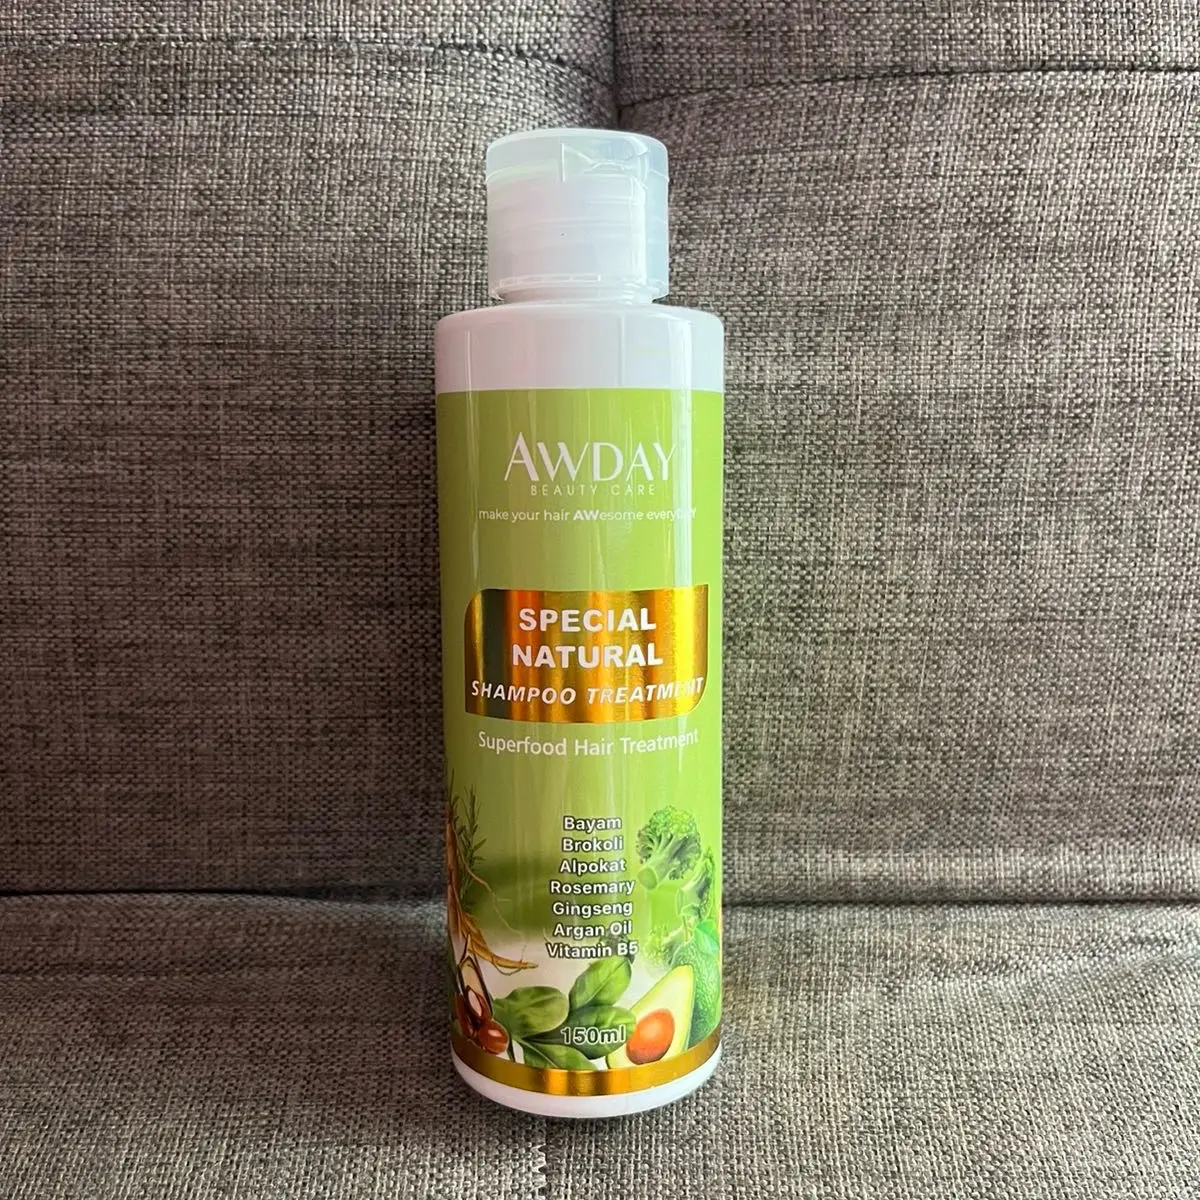 AWDAY
BEAUTY CARE
make your hair AWesome everyDAY
SPECIAL
NATURAL
SHAMPOO TREATMENT
Superfood Hair Treatment
Bayam
Brokoli
Alpokat
Rosemary
Gingseng
Argan Oil
Vitamin B5
150ml